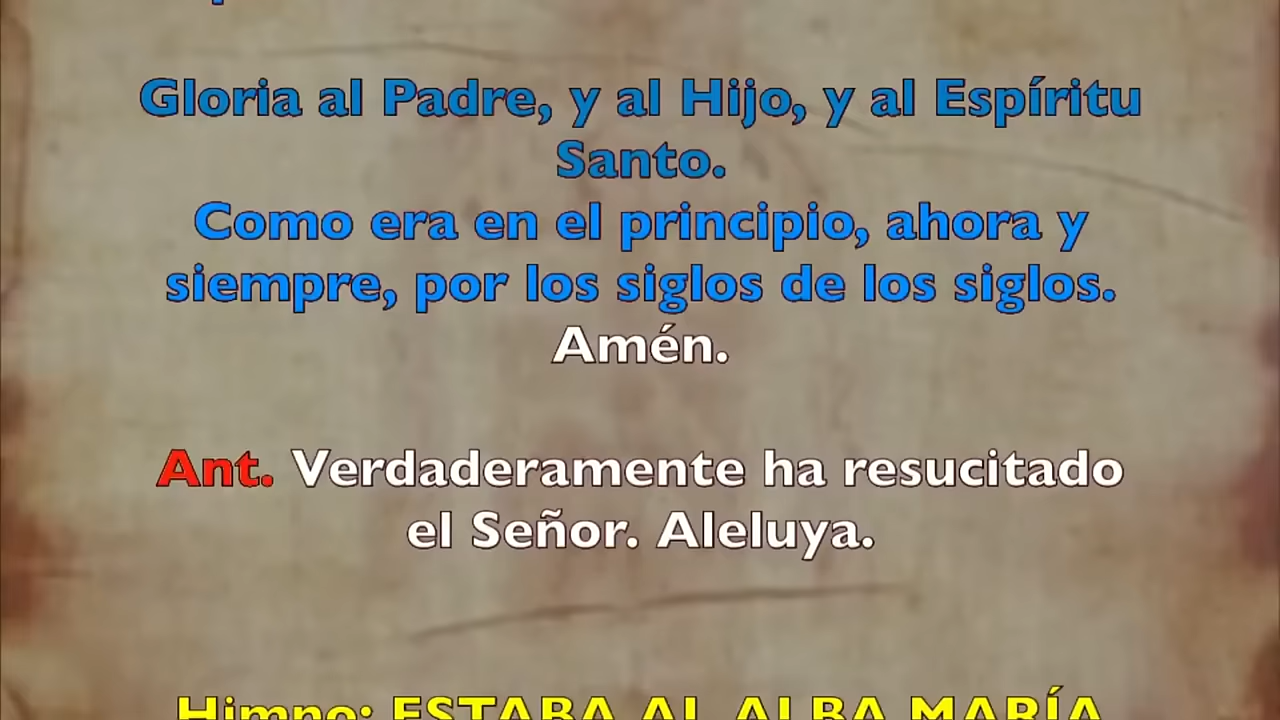 Gloria al Padre, y al Hijo, y al Espíritu
Santo.
Como era en el principio, ahora y
siempre, por los siglos de los siglos.
Amén.
Ant. Verdaderamente ha resucitado
el Señor. Aleluya.
Himno: ESTABA AL ALBA MARÍA